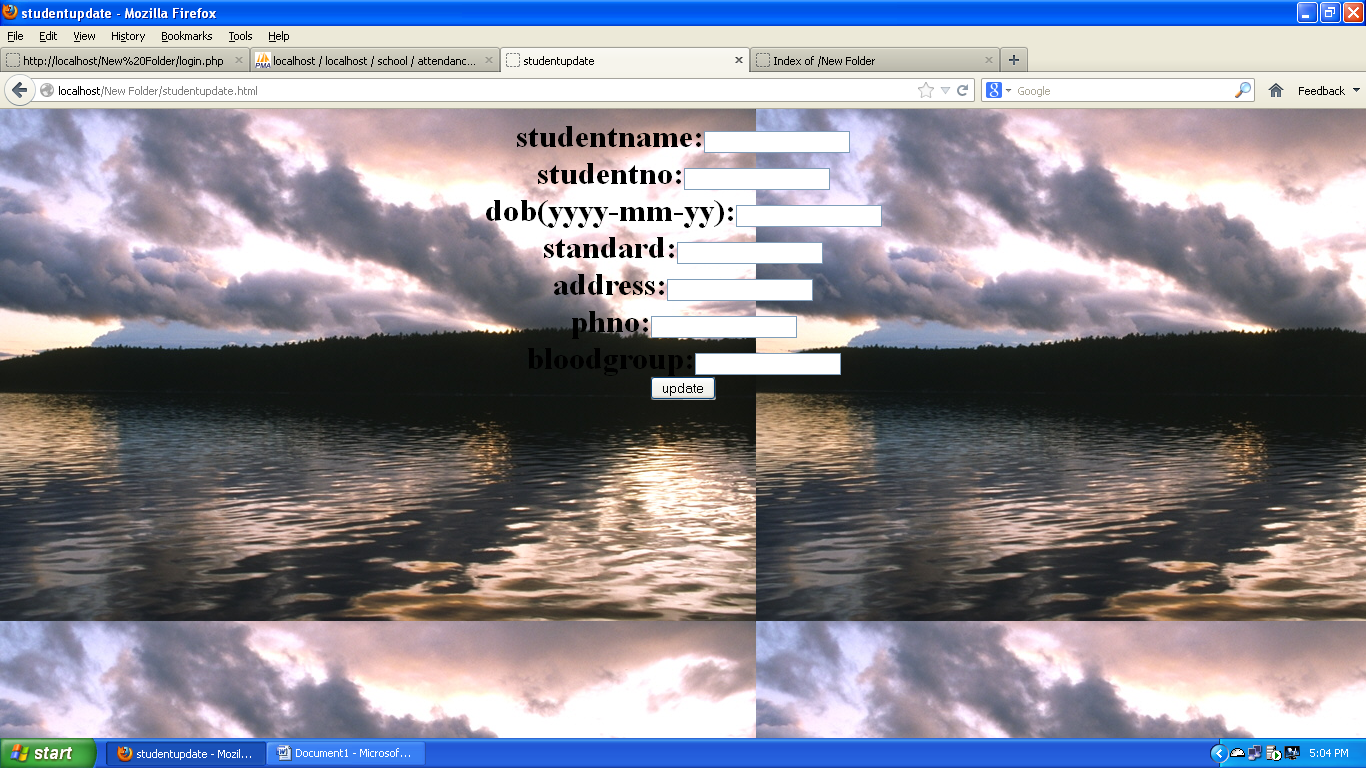 studentupdate - Mozilla Firefox
File Edit View History Bookmarks Tools Help
http://localhost/New%20Folder/login.php
PMA localhost / localhost / school / attendanc...
studentupdate
Index of /New Folder
localhost/New Folder/studentupdate.html
8 Google
Feedback
studentname:
studentno:
dob(yyyy-mm-yy):
standard:
address:
phno:
bloodgroup:
update
start
studentupdate - Mozil...
Document1 - Microsof...
5:04 PM